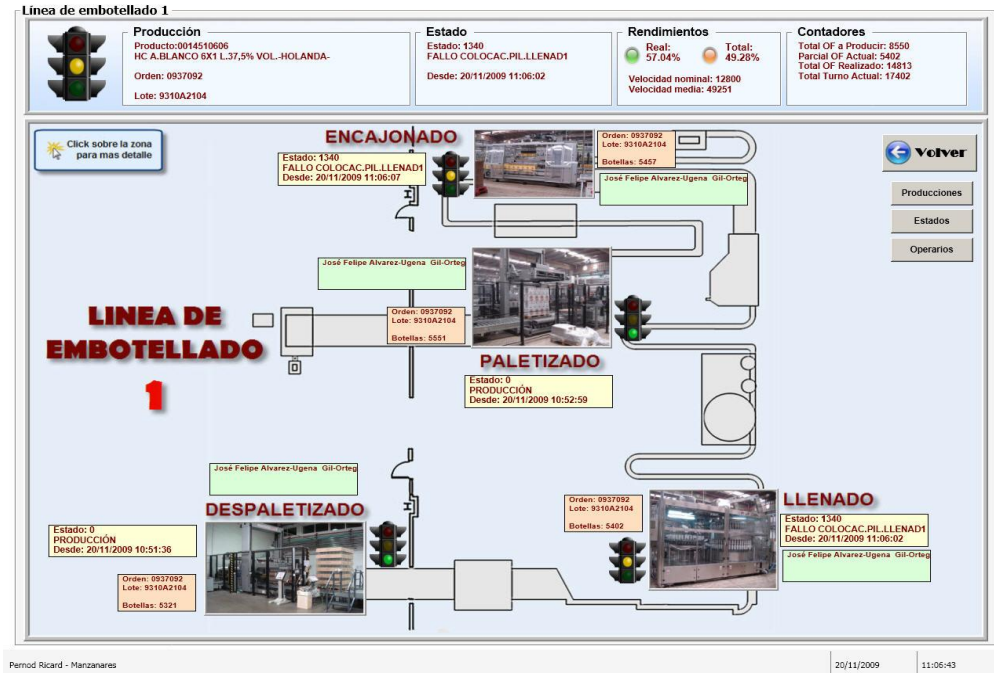 Línea de embotellado 1
Producción
Producto:0014510606
HC A.BLANCO 6X1 L.37,5% VOL.-HOLANDA-
Orden: 0937092
Lote: 9310A2104
Estado
Estado: 1340
FALLO COLOCAC.PIL.LLENAD1
Desde: 20/11/2009 11:06:02
Rendimientos
Real: 57.04%
Total: 49.28%
Velocidad nominal: 12800
Velocidad media: 49251
Contadores
Total OF a Producir: 8550
Parcial OF Actual: 5402
Total OF Realizado: 14813
Total Turno Actual: 17402
Click sobre la zona
para mas detalle
ENCAJONADO
Estado: 1340
FALLO COLOCAC.PIL.LLENAD1
Desde: 20/11/2009 11:06:07
Orden: 0937092
Lote: 9310A2104
Botellas: 5457
José Felipe Alvarez-Ugena Gil-Orteg
Volver
Producciones
Estados
Operarios
José Felipe Alvarez-Ugena Gil-Orteg
Orden: 0937092
Lote: 9310A2104
Botellas: 5551
LINEA DE
EMBOTELLADO
1
PALETIZADO
Estado: 0
PRODUCCIÓN
Desde: 20/11/2009 10:52:59
José Felipe Alvarez-Ugena Gil-Orteg
DESPALETIZADO
Estado: 0
PRODUCCIÓN
Desde: 20/11/2009 10:51:36
Orden: 0937092
Lote: 9310A2104
Botellas: 5321
Orden: 0937092
Lote: 9310A2104
Botellas: 5402
LLENADO
Estado: 1340
FALLO COLOCAC.PIL.LLENAD1
Desde: 20/11/2009 11:06:02
José Felipe Alvarez-Ugena Gil-Orteg
Pernod Ricard - Manzanares
20/11/2009
11:06:43